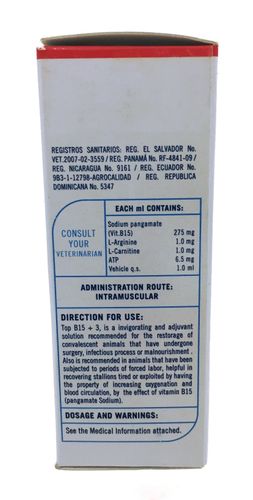 REGISTROS SANITARIOS: REG. EL SALVADOR No.
VET.2007-02-3559 / REG. PANAMÁ No. RF-4841-09 /
REG. NICARAGUA No. 9161 / REG. ECUADOR No.
9B3-1-12798-AGROCALIDAD / REG. REPUBLICA
DOMINICANA No. 5347
CONSULT
YOUR
VETERINARIAN
EACH ml CONTAINS:
Sodium pangamate
(Vit.B15) 275 mg
L-Arginine 1.0 mg
L-Carnitine 1.0 mg
ATP 6.5 mg
Vehicle q.s. 1.0 ml
ADMINISTRATION ROUTE:
INTRAMUSCULAR
DIRECTION FOR USE:
Top B15 + 3, is a invigorating and adjuvant
solution recommended for the restorage of
convalescent animals that have undergone
surgery, infectious process or malnourishment .
Also is recommended in animals that have been
subjected to periods of forced labor, helpful in
recovering stallions tired or exploited by having
the property of increasing oxygenation and
blood circulation, by the effect of vitamin B15
(pangamate Sodium).
DOSAGE AND WARNINGS:
See the Medical Information attached.